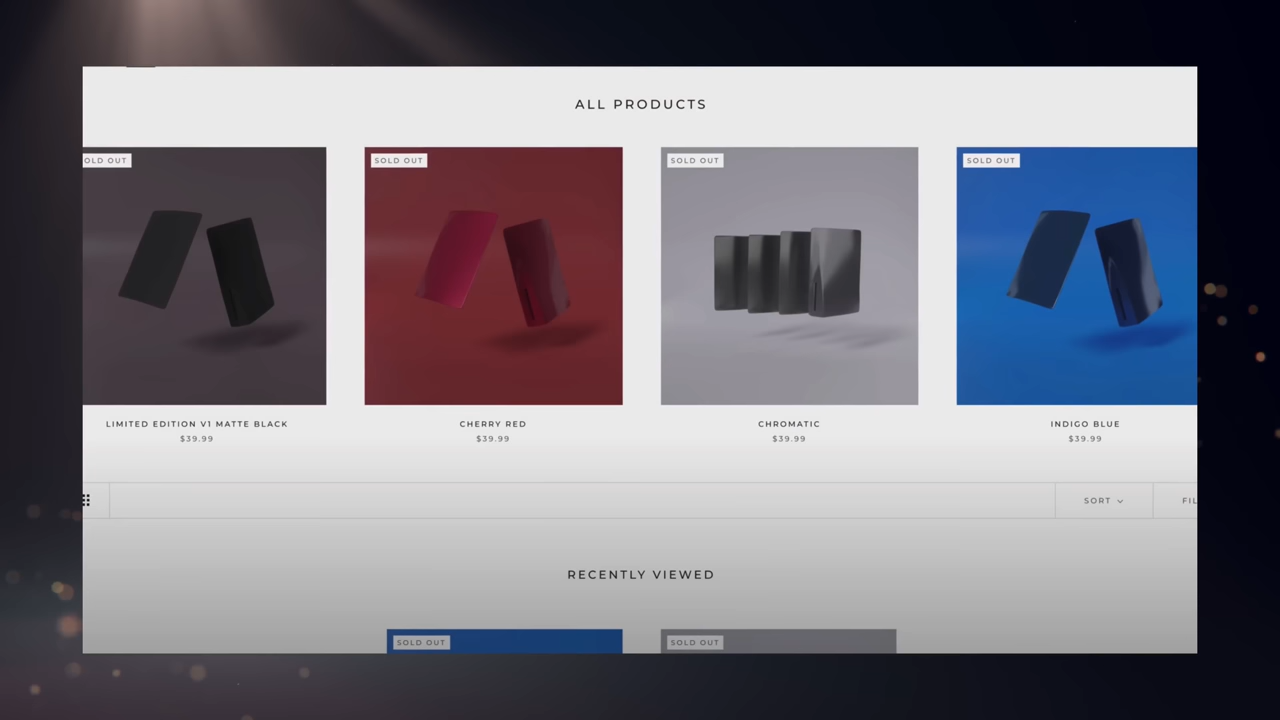 ALL PRODUCTS
OLD OUT
SOLD OUT
SOLD OUT
SOLD OUT
LIMITED EDITION V1 MATTE BLACK
$39.99
CHERRY RED
$39.99
CHROMATIC
$39.99
INDIGO BLUE
$39.99
SORT
FIL
RECENTLY VIEWED
SOLD OUT
SOLD OUT